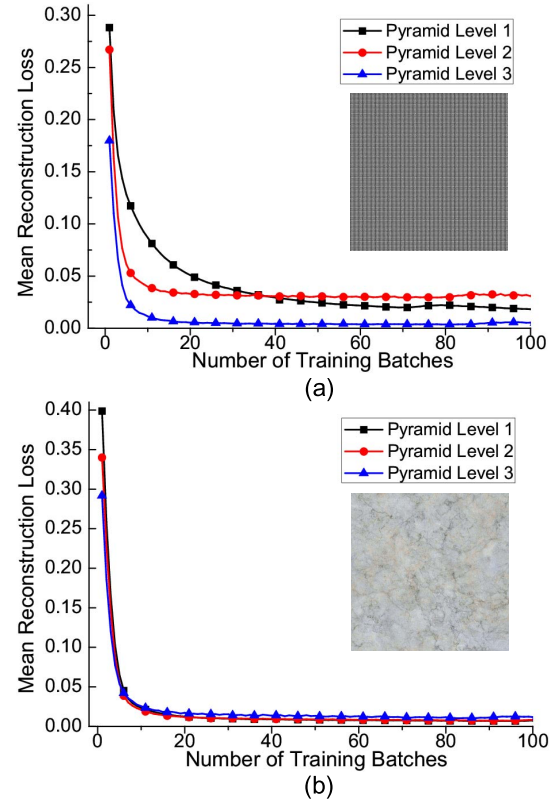 0.30
0.25
0.20
0.15
0.10
0.05
0.00
Mean Reconstruction Loss
Pyramid Level 1
Pyramid Level 2
Pyramid Level 3
0 20 40 60 80 100
Number of Training Batches
(a)
0.40
0.35
0.30
0.25
0.20
0.15
0.10
0.05
0.00
Mean Reconstruction Loss
Pyramid Level 1
Pyramid Level 2
Pyramid Level 3
0 20 40 60 80 100
Number of Training Batches
(b)